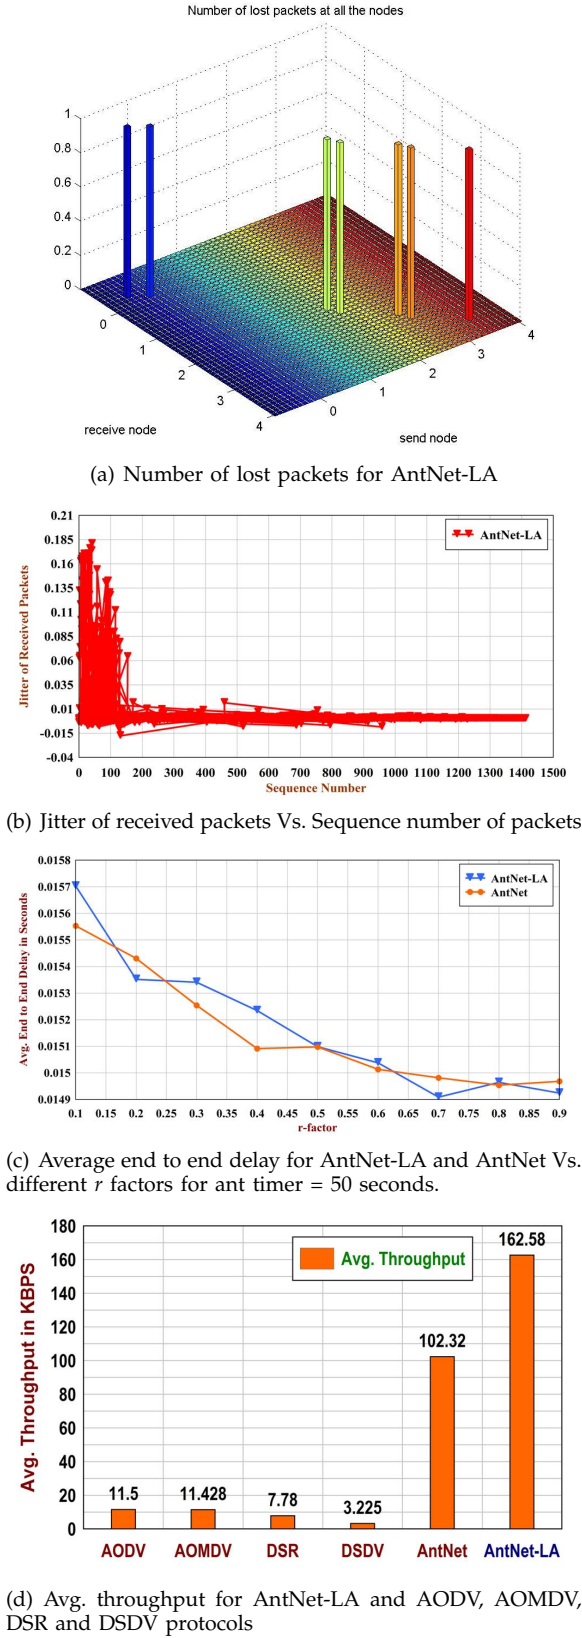 Number of lost packets at all the nodes
1
0.8
0.6
0.4
0.2
0
0
1
2
3
4
receive node
0
1
2
3
4
send node
(a) Number of lost packets for AntNet-LA
0.21
0.185
0.16
0.135
0.11
0.085
0.06
0.035
0.01
-0.015
-0.04
Jitter of Received Packets
AntNet-LA
0 100 200 300 400 500 600 700 800 900 1000 1100 1200 1300 1400 1500
Sequence Number
(b) Jitter of received packets Vs. Sequence number of packets
0.0158
0.0157
0.0156
0.0155
0.0154
0.0153
0.0152
0.0151
0.015
0.0149
Avg. End to End Delay in Seconds
AntNet-LA
AntNet
0.1 0.15 0.2 0.25 0.3 0.35 0.4 0.45 0.5 0.55 0.6 0.65 0.7 0.75 0.8 0.85 0.9
r-factor
(c) Average end to end delay for AntNet-LA and AntNet Vs.
different r factors for ant timer = 50 seconds.
180
160
140
120
100
80
60
40
20
0
Avg. Throughput in KBPS
Avg. Throughput
11.5
11.428
7.78
3.225
102.32
162.58
AODV AOMDV DSR DSDV AntNet AntNet-LA
(d) Avg. throughput for AntNet-LA and AODV, AOMDV,
DSR and DSDV protocols